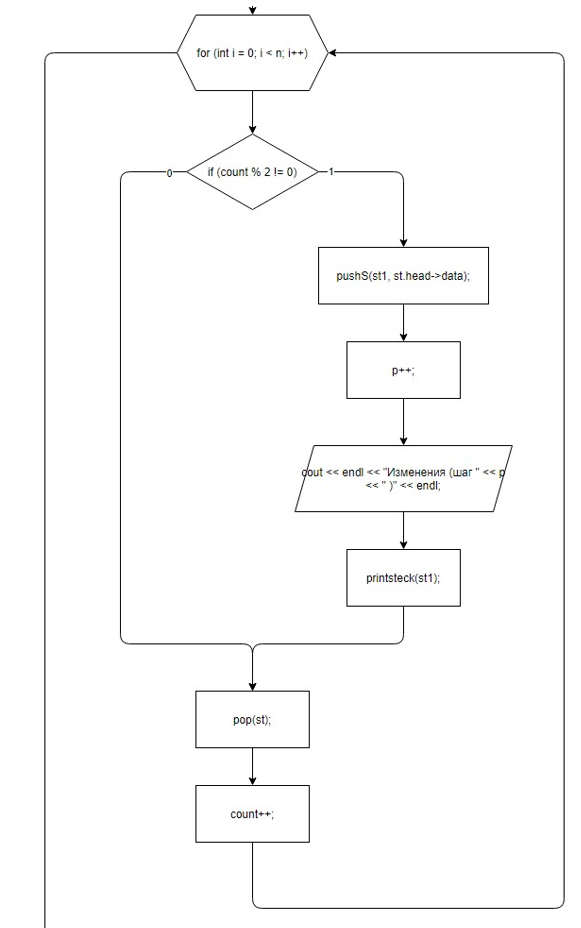 for (int i = 0; i < n; i++)
if (count % 2 != 0)
0
1
pushS(st1, st.head->data);
p++;
cout << endl << "Изменения (шаг " << p
<< " )" << endl;
printsteck(st1);
pop(st);
count++;